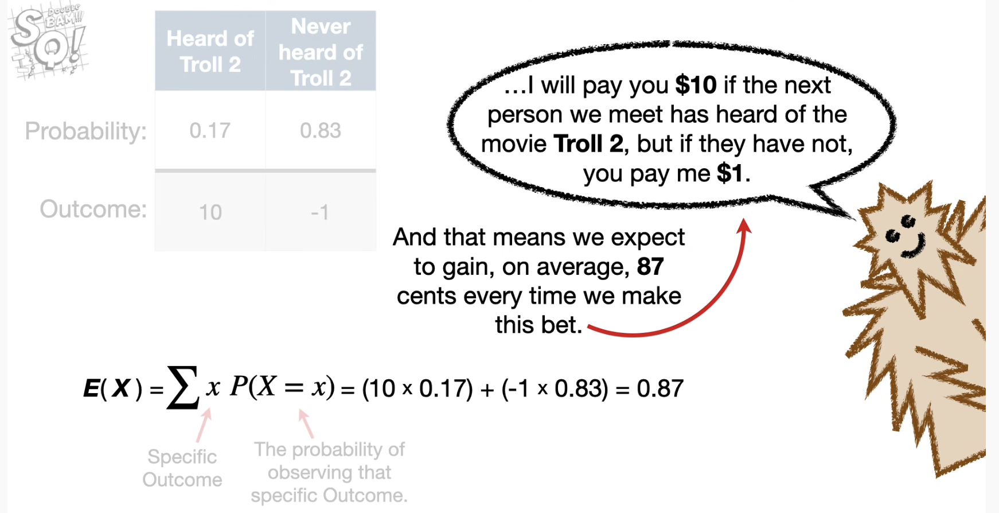 DOUBLE
BAM!!!
SQ!
Heard of
Troll 2
Never
heard of
Troll 2
Probability:
0.17
0.83
Outcome:
10
-1
...I will pay you $10 if the next
person we meet has heard of the
movie Troll 2, but if they have not,
you pay me $1.
And that means we expect
to gain, on average, 87
cents every time we make
this bet.
E(X) = ∑ x P(X = x) = (10 × 0.17) + (-1 × 0.83) = 0.87
Specific
Outcome
The probability of
observing that
specific Outcome.